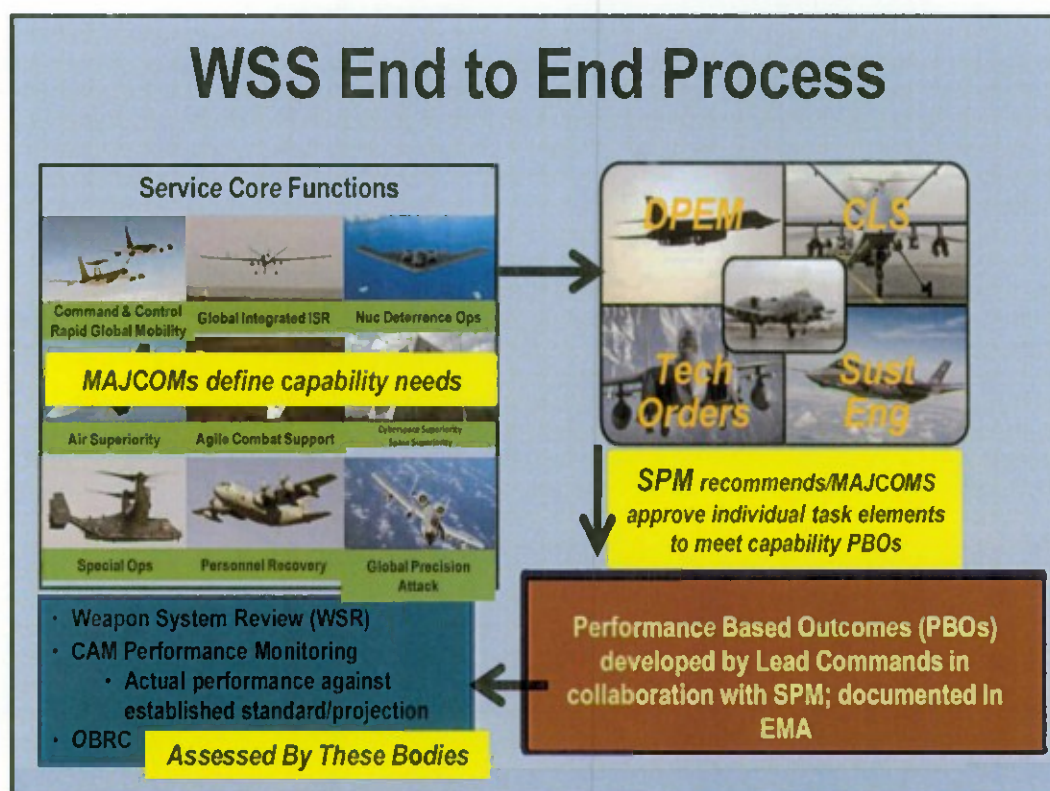 WSS End to End Process
Service Core Functions
Command & Control
Rapid Global Mobility
Global Integrated ISR
Nuc Deterrence Ops
MAJCOMs define capability needs
Air Superiority
Agile Combat Support
Cyberspace Superiority
Space Superiority
Special Ops
Personnel Recovery
Global Precision
Attack
DPEM
CLS
Tech
Orders
Sust
Eng
SPM recommends/MAJCOMS
approve individual task elements
to meet capability PBOs
Performance Based Outcomes (PBOs)
developed by Lead Commands in
collaboration with SPM; documented in
EMA
· Weapon System Review (WSR)
· CAM Performance Monitoring
· Actual performance against
established standard/projection
· OBRC
Assessed By These Bodies